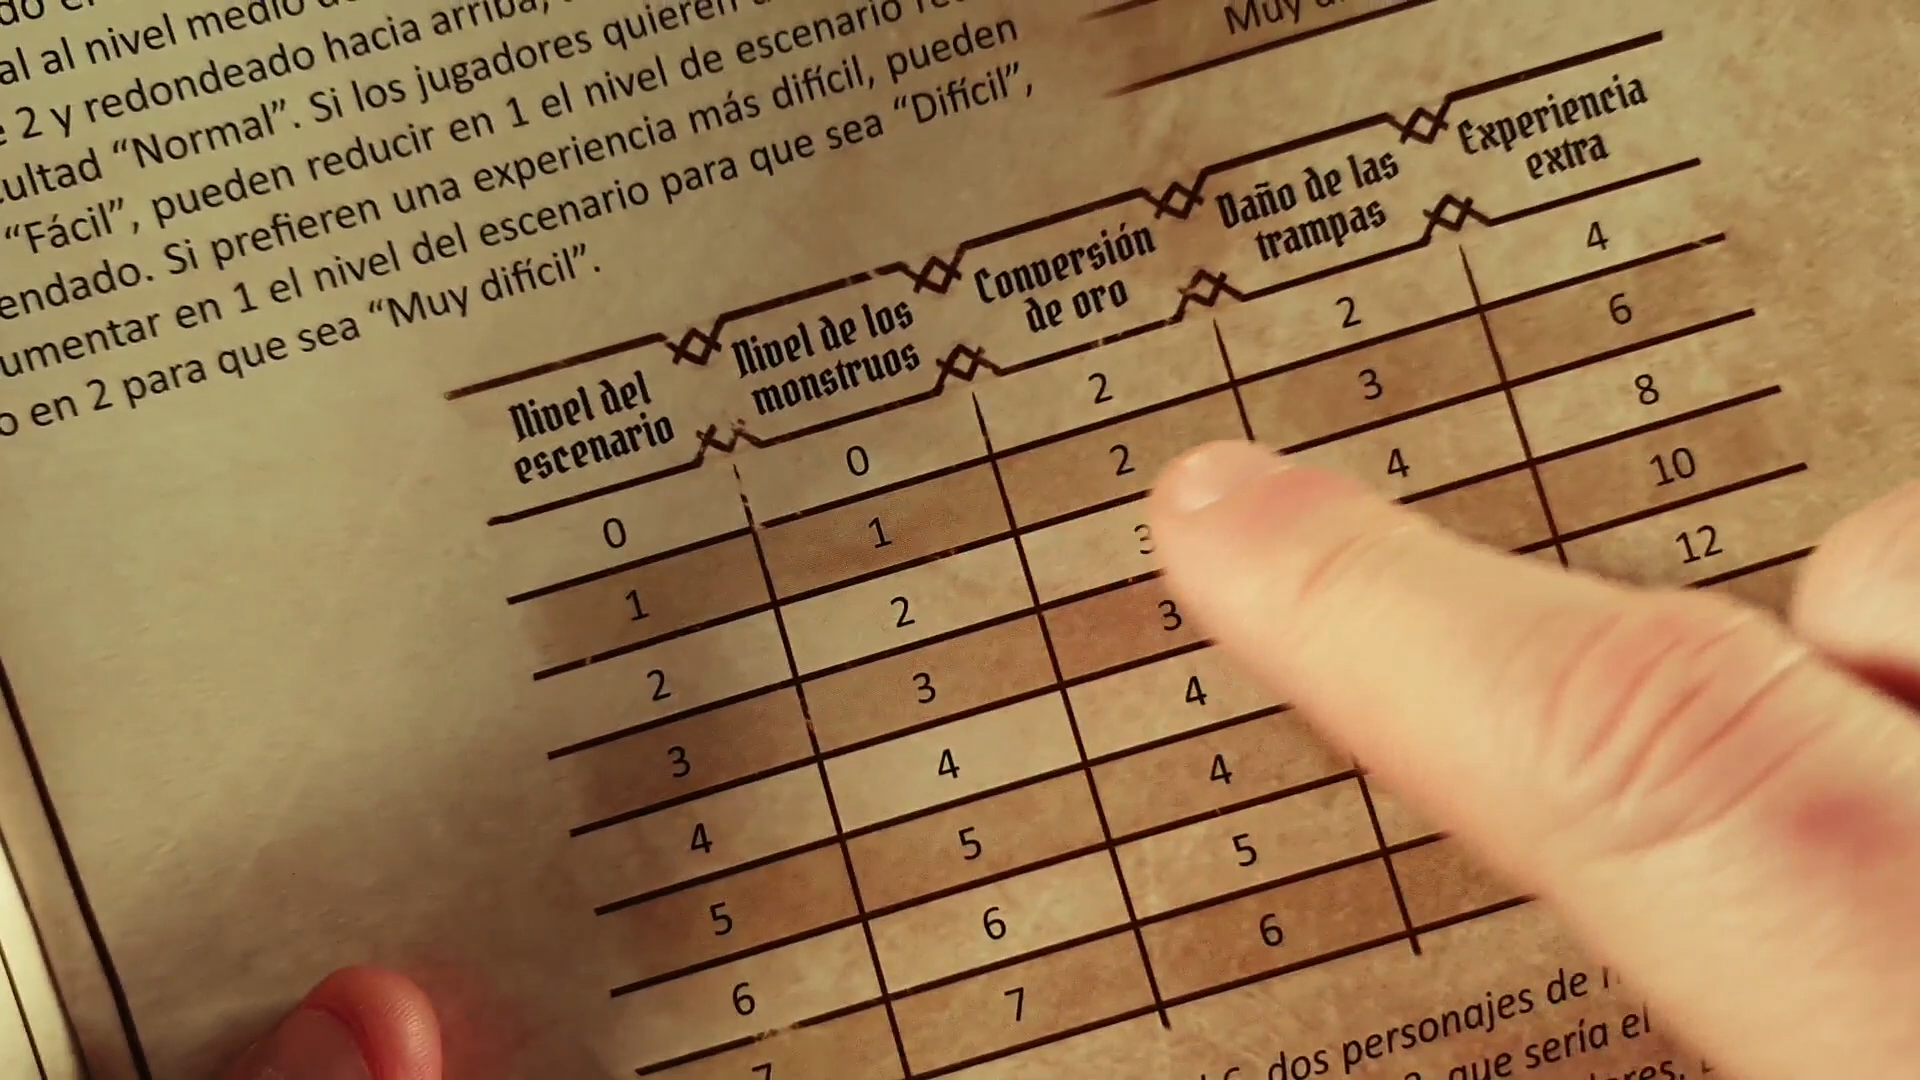 al al nivel medio
2 y redondeado hacia arriba,
"Normal". Si los jugadores quieren
"Fácil", pueden reducir en 1 el nivel de escenario
Si prefieren una experiencia más difícil, pueden
en 1 el nivel del escenario para que sea "Difícil",
o en 2 para que sea "Muy difícil".
Muy
Nivel del escenario Nivel de los monstruos Conversión de oro Daño de las trampas Experiencia extra
0 0 2 2 4
1 1 2 3 6
2 2 3 4 8
3 3 3 10
4 4 4 12
5 5 4
6 6 5
7 7 6
dos personajes de
que sería el